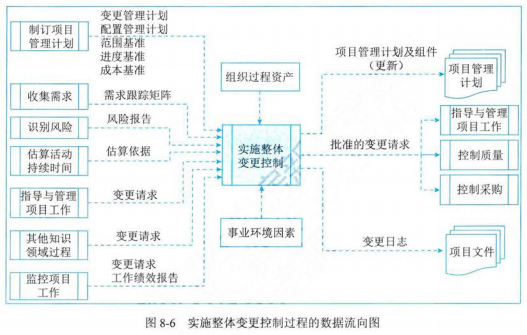 制订项目
管理计划
变更管理计划
配置管理计划
范围基准
进度基准
成本基准
收集需求
需求跟踪矩阵
识别风险
风险报告
估算活动
持续时间
估算依据
指导与管理
项目工作
变更请求
其他知识
领域过程
变更请求
监控项目
工作
变更请求
工作绩效报告
组织过程资产
实施整体
变更控制
事业环境因素
项目管理计划及组件
（更新）
项目管理
计划
批准的变更请求
指导与管理
项目工作
控制质量
控制采购
变更日志
项目文件
图 8-6 实施整体变更控制过程的数据流向图